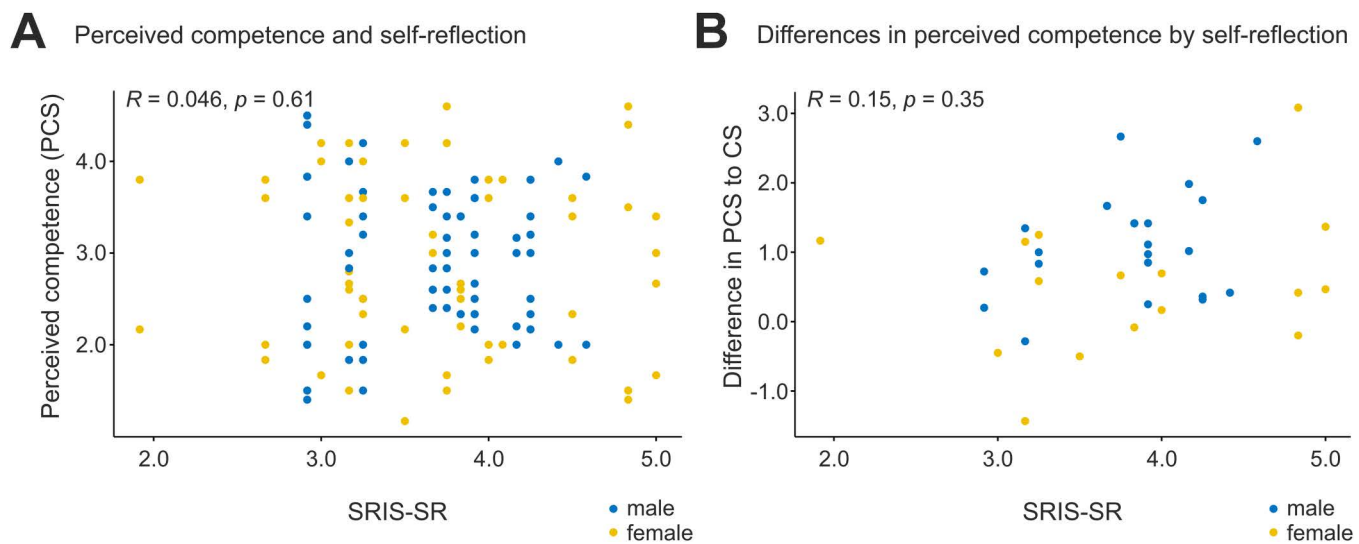 A Perceived competence and self-reflection
R = 0.046, p = 0.61
Perceived competence (PCS)
4.0
3.0
2.0
2.0 3.0 4.0 5.0
SRIS-SR
male
female
B Differences in perceived competence by self-reflection
R = 0.15, p = 0.35
Difference in PCS to CS
3.0
2.0
1.0
0.0
-1.0
2.0 3.0 4.0 5.0
SRIS-SR
male
female